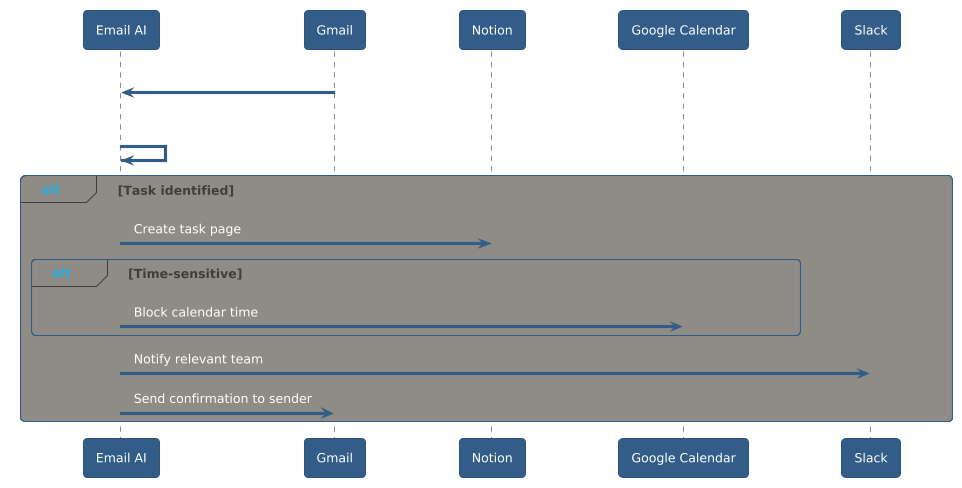 Email AI
Gmail
Notion
Google Calendar
Slack
alt
[Task identified]
Create task page
alt
[Time-sensitive]
Block calendar time
Notify relevant team
Send confirmation to sender
Email AI
Gmail
Notion
Google Calendar
Slack